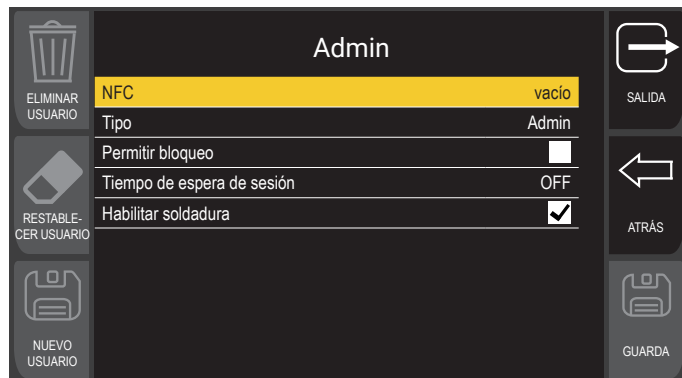 Admin
ELIMINAR
USUARIO
RESTABLE-
CER USUARIO
NUEVO
USUARIO
NFC vacío
Tipo Admin
Permitir bloqueo
Tiempo de espera de sesión OFF
Habilitar soldadura
SALIDA
ATRÁS
GUARDA